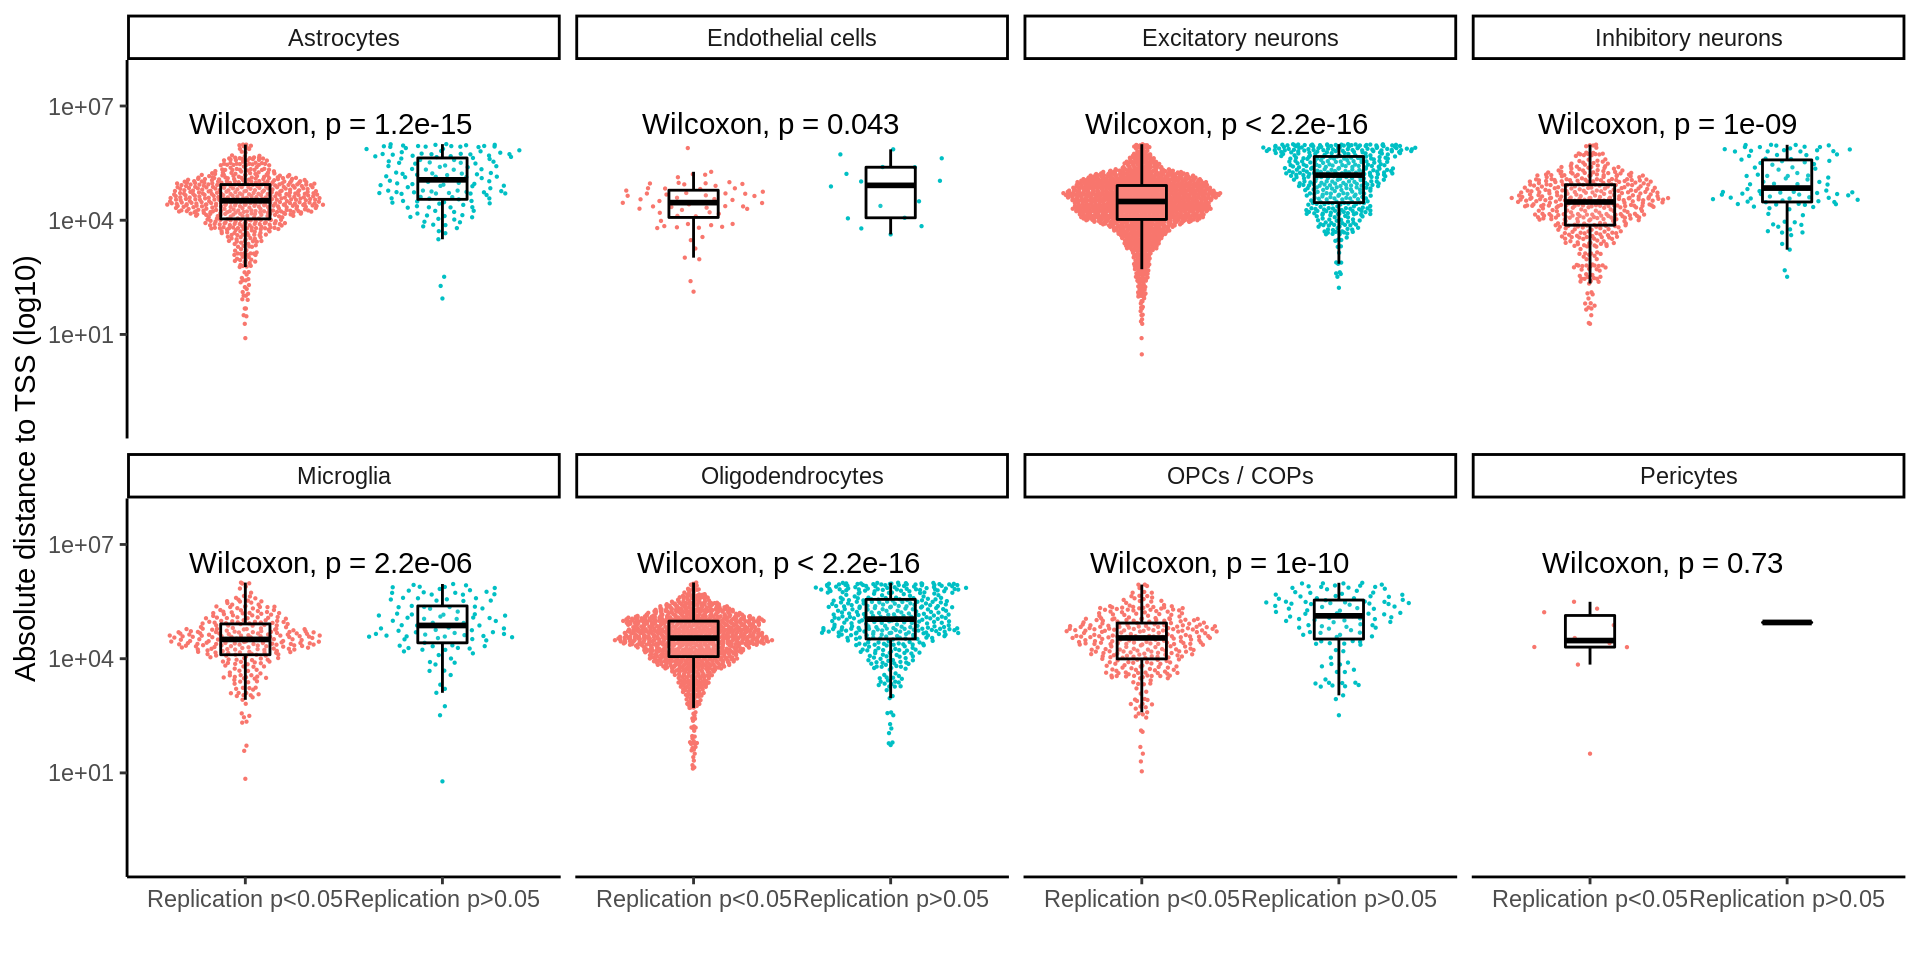 Absolute distance to TSS (log10)
Astrocytes
Endothelial cells
Excitatory neurons
Inhibitory neurons
1e+07
1e+04
1e+01
Wilcoxon, p = 1.2e-15
Wilcoxon, p = 0.043
Wilcoxon, p < 2.2e-16
Wilcoxon, p = 1e-09
Microglia
Oligodendrocytes
OPCs / COPs
Pericytes
1e+07
1e+04
1e+01
Wilcoxon, p = 2.2e-06
Wilcoxon, p < 2.2e-16
Wilcoxon, p = 1e-10
Wilcoxon, p = 0.73
Replication p<0.05
Replication p>0.05
Replication p<0.05
Replication p>0.05
Replication p<0.05
Replication p>0.05
Replication p<0.05
Replication p>0.05